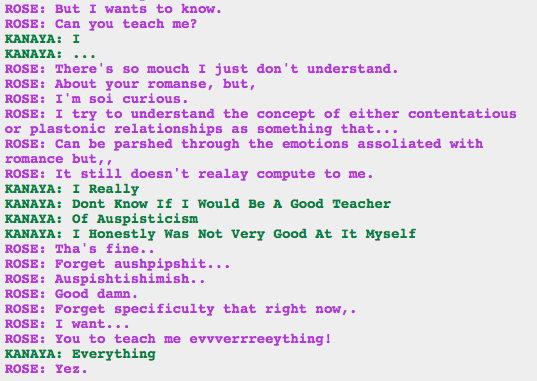 ROSE: But I wants to know.
ROSE: Can you teach me?
KANAYA: I
KANAYA: ...
ROSE: There's so mouch I just don't understand.
ROSE: About your romanse, but,
ROSE: I'm soi curious.
ROSE: I try to understand the concept of either contentatious
or plastonic relationships as something that...
ROSE: Can be parshed through the emotions assoliated with
romance but,,
ROSE: It still doesn't realay compute to me.
KANAYA: I Really
KANAYA: Dont Know If I Would Be A Good Teacher
KANAYA: Of Auspisticism
KANAYA: I Honestly Was Not Very Good At It Myself
ROSE: Tha's fine..
ROSE: Forget aushpipshit...
ROSE: Auspishtishimish..
ROSE: Good damn.
ROSE: Forget specificulty that right now,.
ROSE: I want...
ROSE: You to teach me evvverrreeything!
KANAYA: Everything
ROSE: Yez.